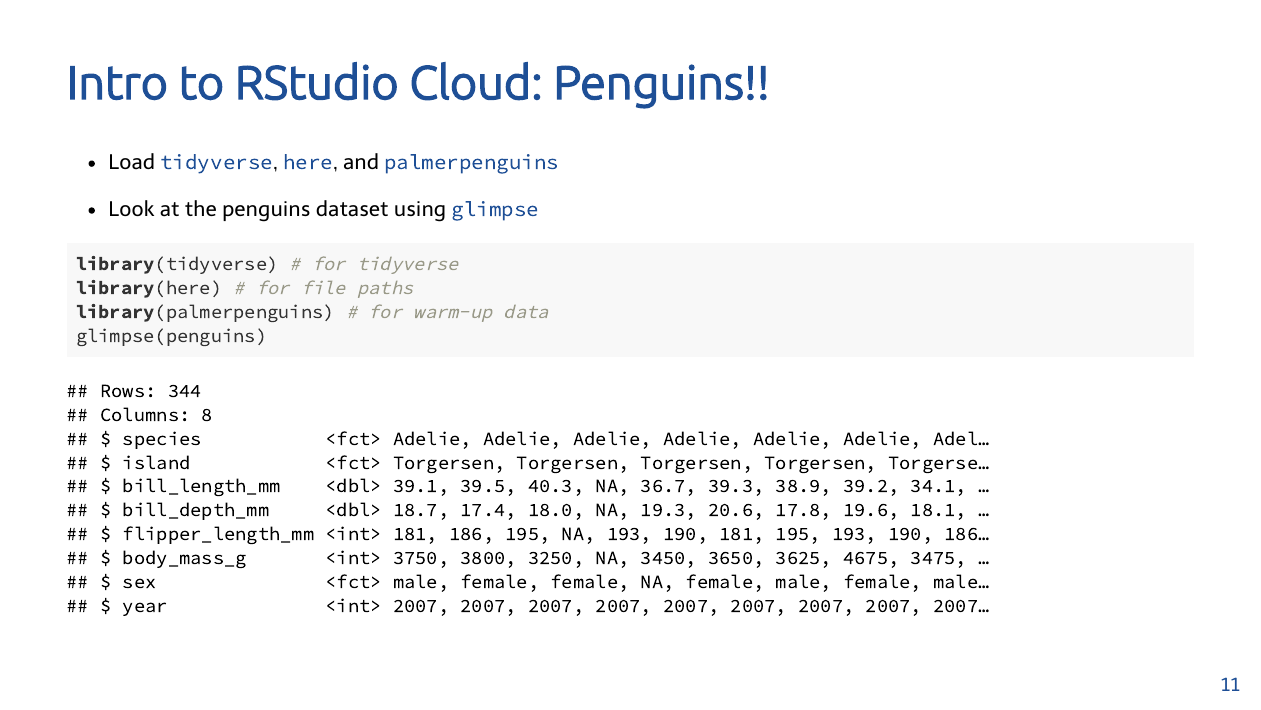 Intro to RStudio Cloud: Penguins!!
• Load tidyverse, here, and palmerpenguins
• Look at the penguins dataset using glimpse
library(tidyverse) # for tidyverse
library(here) # for file paths
library(palmerpenguins) # for warm-up data
glimpse(penguins)
## Rows: 344
## Columns: 8
## $ species           <fct> Adelie, Adelie, Adelie, Adelie, Adelie, Adelie, Adel…
## $ island            <fct> Torgersen, Torgersen, Torgersen, Torgersen, Torgerse…
## $ bill_length_mm    <dbl> 39.1, 39.5, 40.3, NA, 36.7, 39.3, 38.9, 39.2, 34.1, …
## $ bill_depth_mm     <dbl> 18.7, 17.4, 18.0, NA, 19.3, 20.6, 17.8, 19.6, 18.1, …
## $ flipper_length_mm <int> 181, 186, 195, NA, 193, 190, 181, 195, 193, 190, 186…
## $ body_mass_g       <int> 3750, 3800, 3250, NA, 3450, 3650, 3625, 4675, 3475, …
## $ sex               <fct> male, female, female, NA, female, male, female, male…
## $ year              <int> 2007, 2007, 2007, 2007, 2007, 2007, 2007, 2007, 2007…
11